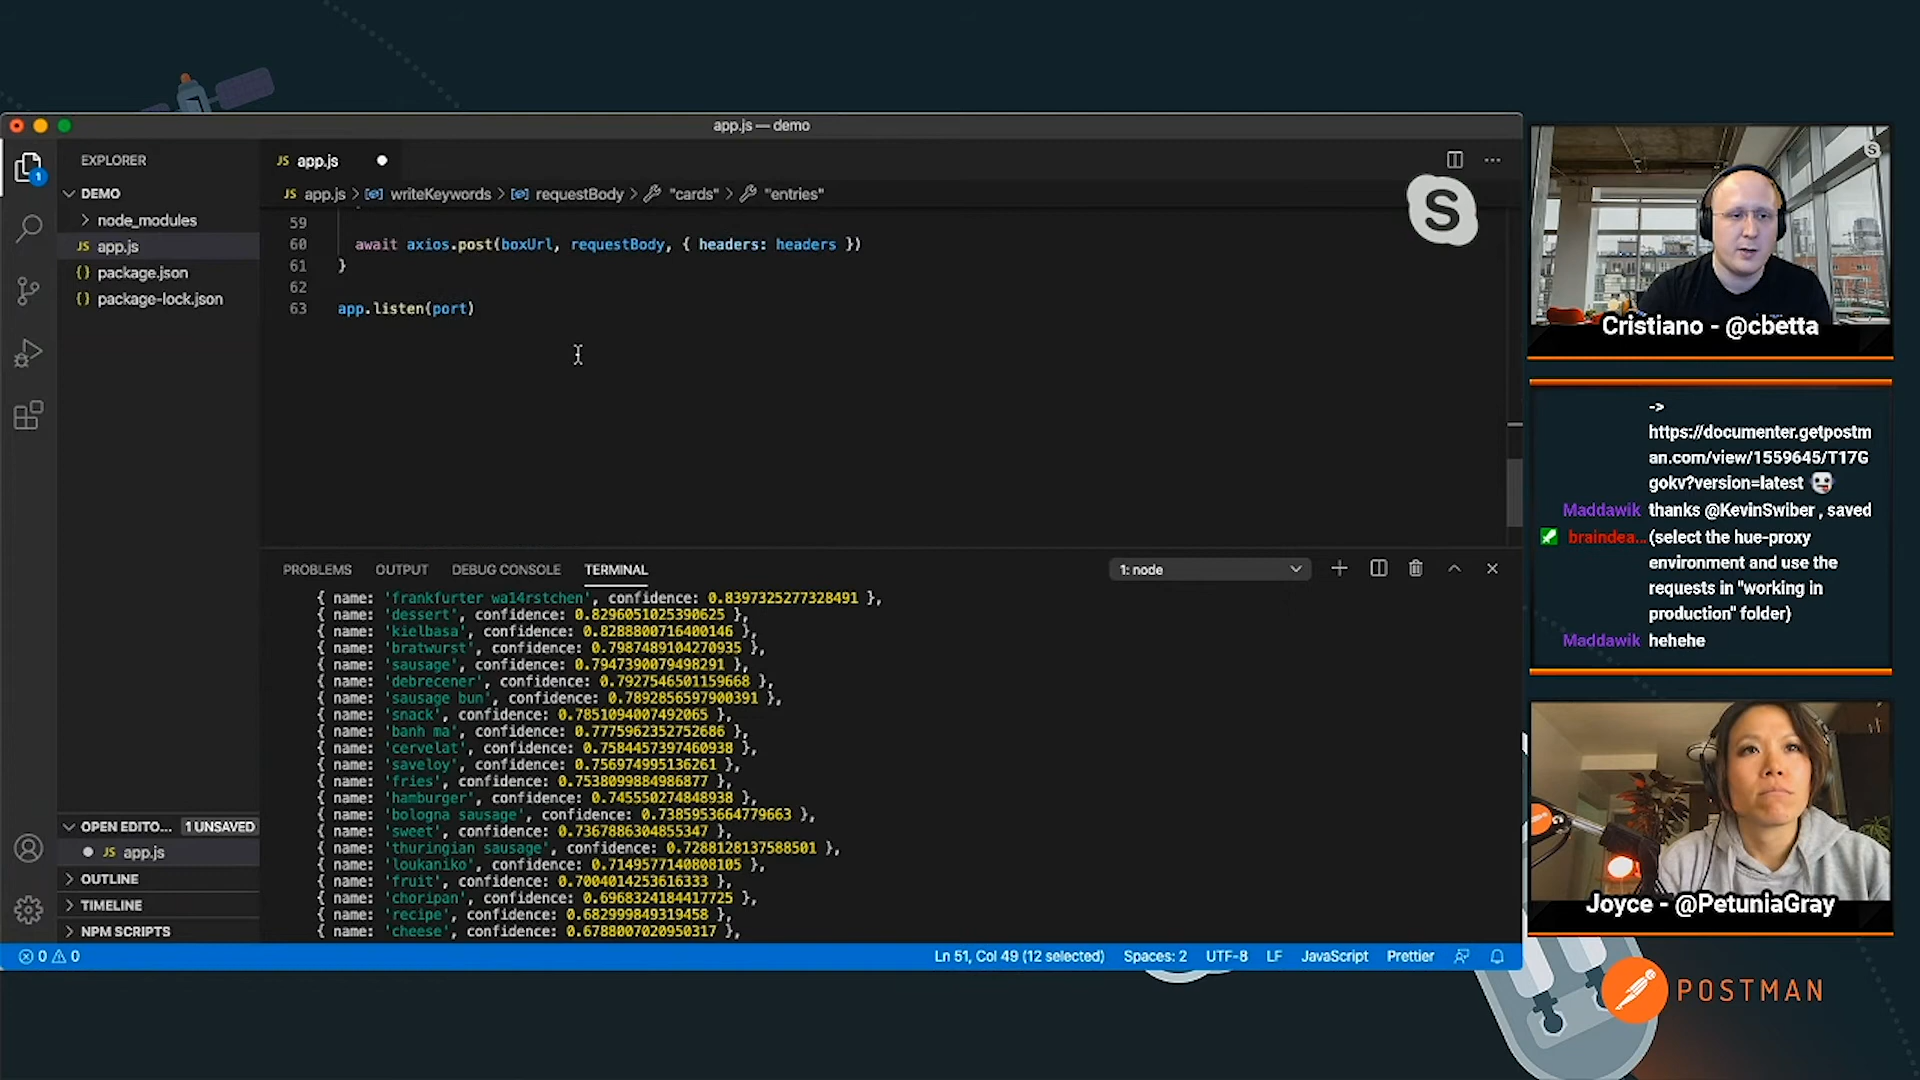 app.js — demo
EXPLORER
JS app.js
DEMO
JS app.js > writeKeywords > requestBody > "cards" > "entries"
1
node_modules
JS app.js
{} package.json
{} package-lock.json
59
60 await axios.post(boxUrl, requestBody, { headers: headers })
61 }
62
63 app.listen(port)
S
Cristiano - @cbetta
->
https://documenter.getpostm
an.com/view/1559645/T17G
gokv?version=latest
Maddawik thanks @KevinSwiber , saved
braindea... (select the hue-proxy
environment and use the
requests in "working in
production" folder)
Maddawik hehehe
PROBLEMS OUTPUT DEBUG CONSOLE TERMINAL 1: node
{ name: 'frankfurter wa14rstchen', confidence: 0.8397325277328491 },
{ name: 'dessert', confidence: 0.8296051025390625 },
{ name: 'kielbasa', confidence: 0.8288800716400146 },
{ name: 'bratwurst', confidence: 0.7987489104270935 },
{ name: 'sausage', confidence: 0.7947390079498291 },
{ name: 'debrecener', confidence: 0.7927546501159668 },
{ name: 'sausage bun', confidence: 0.7892856597900391 },
{ name: 'snack', confidence: 0.7851094007492065 },
{ name: 'banh ma', confidence: 0.7775962352752686 },
{ name: 'cervelat', confidence: 0.7584457397460938 },
{ name: 'saveloy', confidence: 0.756974995136261 },
{ name: 'fries', confidence: 0.7538099884986877 },
{ name: 'hamburger', confidence: 0.745550274848938 },
{ name: 'bologna sausage', confidence: 0.7385953664779663 },
{ name: 'sweet', confidence: 0.7367886304855347 },
{ name: 'thuringian sausage', confidence: 0.7288128137588501 },
{ name: 'loukaniko', confidence: 0.7149577140808105 },
{ name: 'fruit', confidence: 0.7004014253616333 },
{ name: 'choripan', confidence: 0.6968324184417725 },
{ name: 'recipe', confidence: 0.682999849319458 },
{ name: 'cheese', confidence: 0.6788007020950317 },
OPEN EDITO... 1 UNSAVED
JS app.js
OUTLINE
TIMELINE
NPM SCRIPTS
Joyce - @PetuniaGray
0 0
Ln 51, Col 49 (12 selected) Spaces: 2 UTF-8 LF JavaScript Prettier
POSTMAN